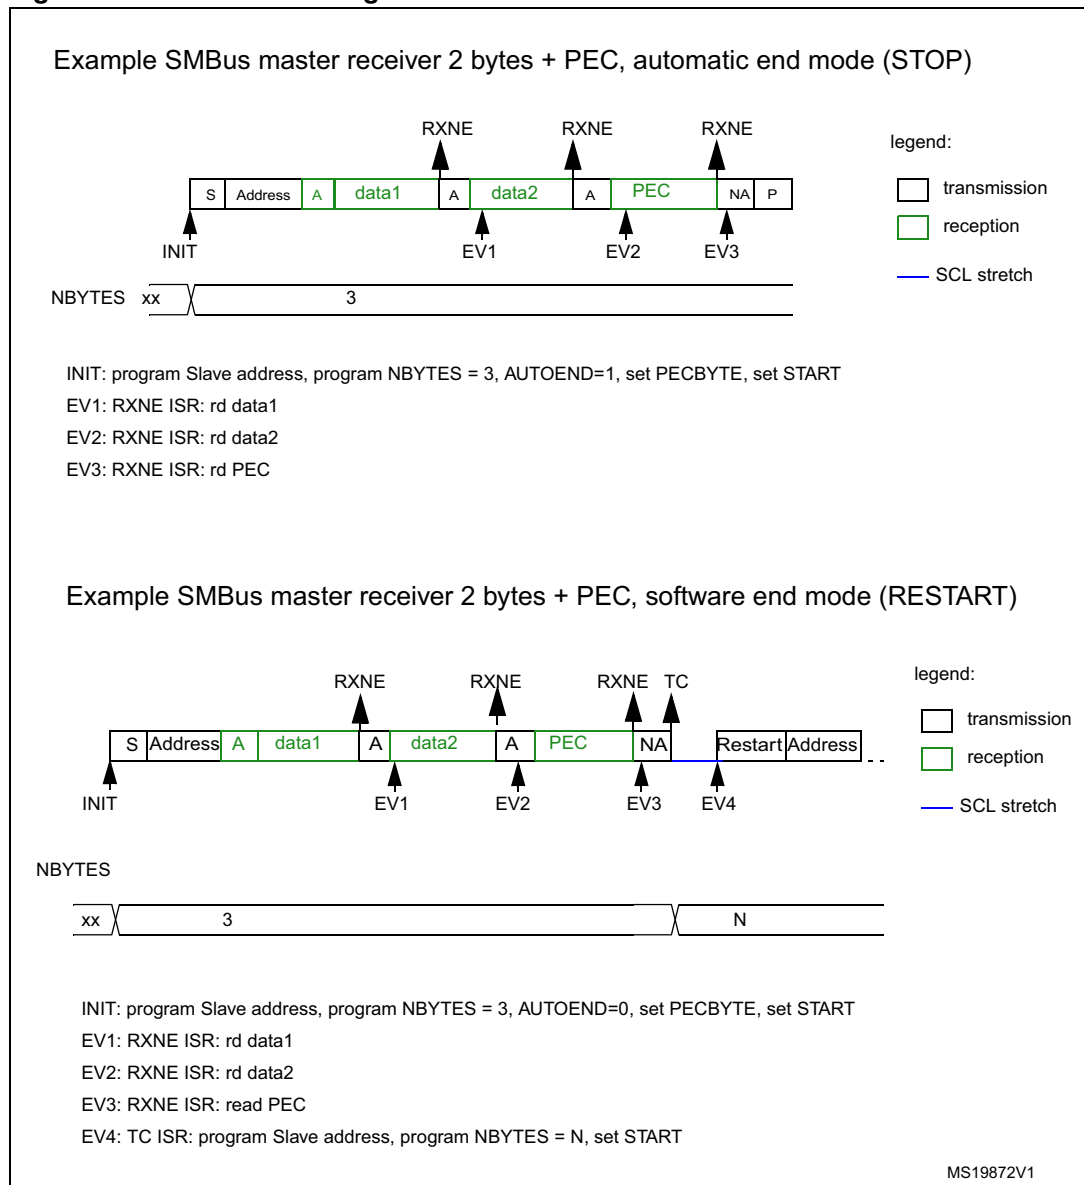 Example SMBus master receiver 2 bytes + PEC, automatic end mode (STOP)
RXNE RXNE RXNE
legend:
S Address A data1 A data2 A PEC NA P
transmission
reception
INIT EV1 EV2 EV3
SCL stretch
NBYTES xx 3
INIT: program Slave address, program NBYTES = 3, AUTOEND=1, set PECBYTE, set START
EV1: RXNE ISR: rd data1
EV2: RXNE ISR: rd data2
EV3: RXNE ISR: rd PEC
Example SMBus master receiver 2 bytes + PEC, software end mode (RESTART)
RXNE RXNE RXNE TC
legend:
S Address A data1 A data2 A PEC NA Restart Address
transmission
reception
INIT EV1 EV2 EV3 EV4
SCL stretch
NBYTES
xx 3 N
INIT: program Slave address, program NBYTES = 3, AUTOEND=0, set PECBYTE, set START
EV1: RXNE ISR: rd data1
EV2: RXNE ISR: rd data2
EV3: RXNE ISR: read PEC
EV4: TC ISR: program Slave address, program NBYTES = N, set START
MS19872V1